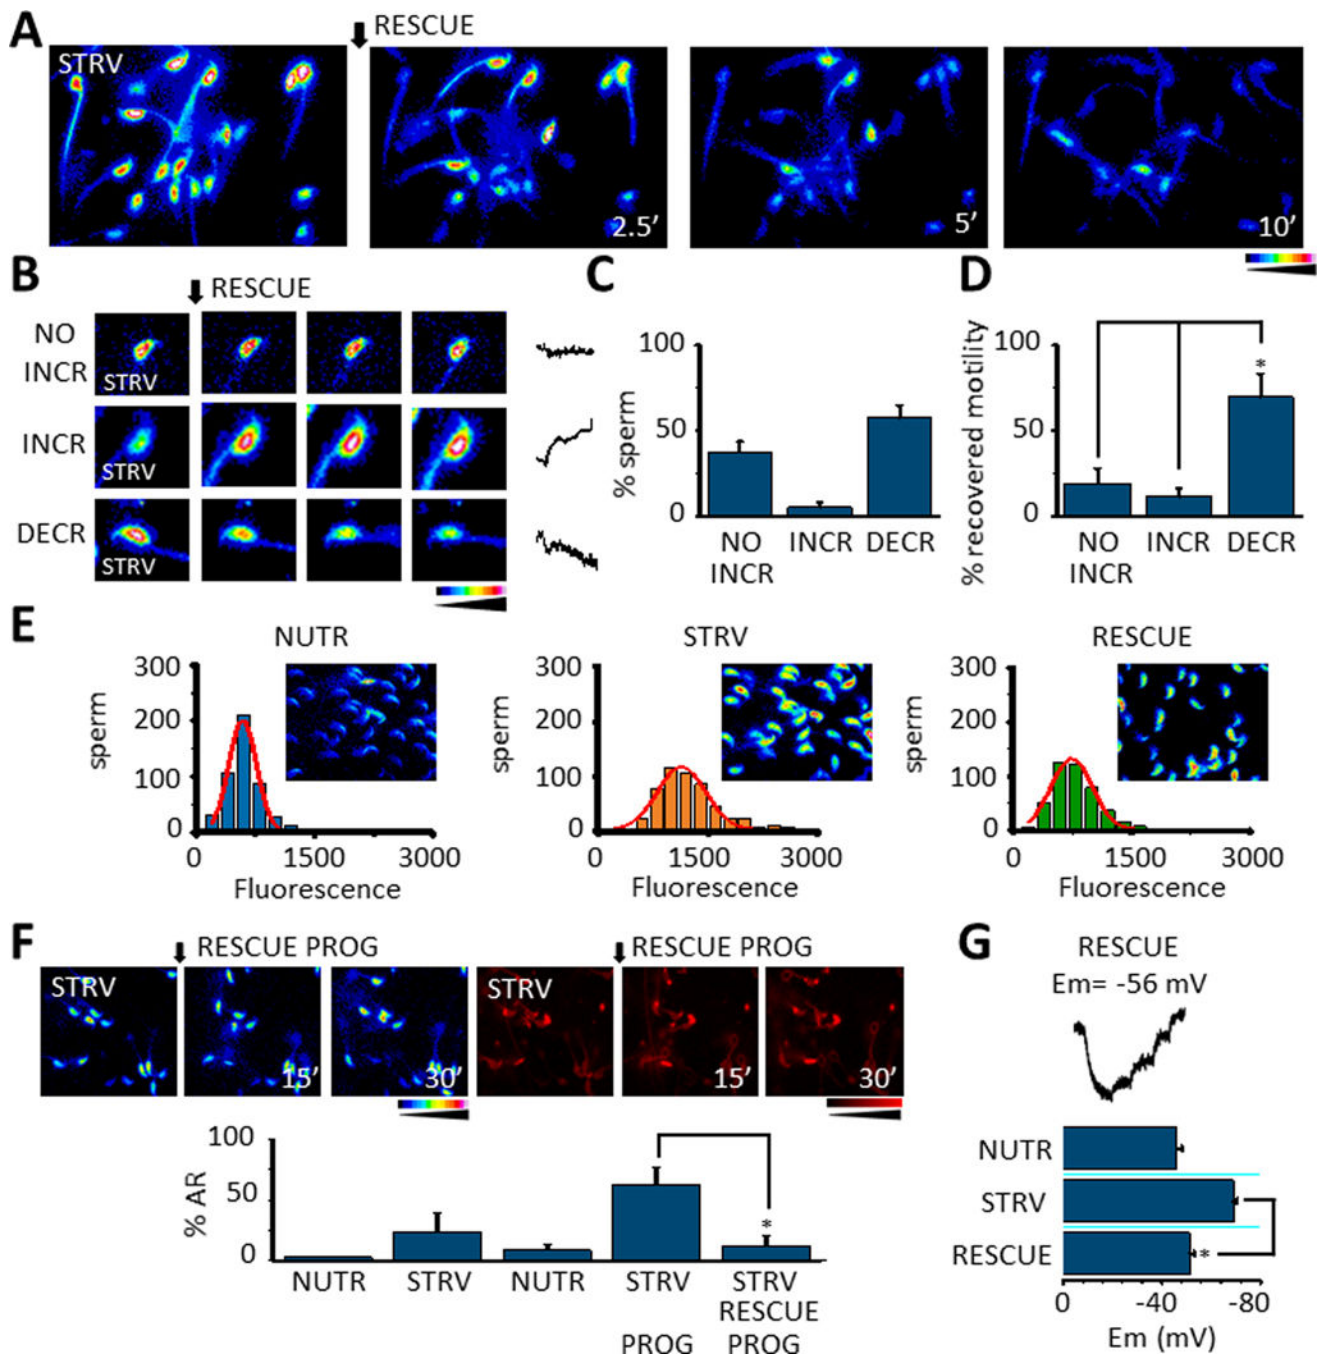 A
RESCUE
STRV
2.5’
5’
10’
B
RESCUE
NO
INCR
STRV
INCR
STRV
DECR
STRV
C
% sperm
100
50
0
NO
INCR
INCR
DECR
D
% recovered motility
100
50
0
*
NO
INCR
INCR
DECR
E
NUTR
sperm
300
200
100
0
0 1500 3000
Fluorescence
STRV
sperm
300
200
100
0
0 1500 3000
Fluorescence
RESCUE
sperm
300
200
100
0
0 1500 3000
Fluorescence
F
RESCUE PROG
STRV
15’
30’
RESCUE PROG
STRV
15’
30’
% AR
100
50
0
*
NUTR STRV NUTR STRV STRV
RESCUE
PROG PROG
G
RESCUE
Em= -56 mV
NUTR
STRV
RESCUE
*
0 -40 -80
Em (mV)